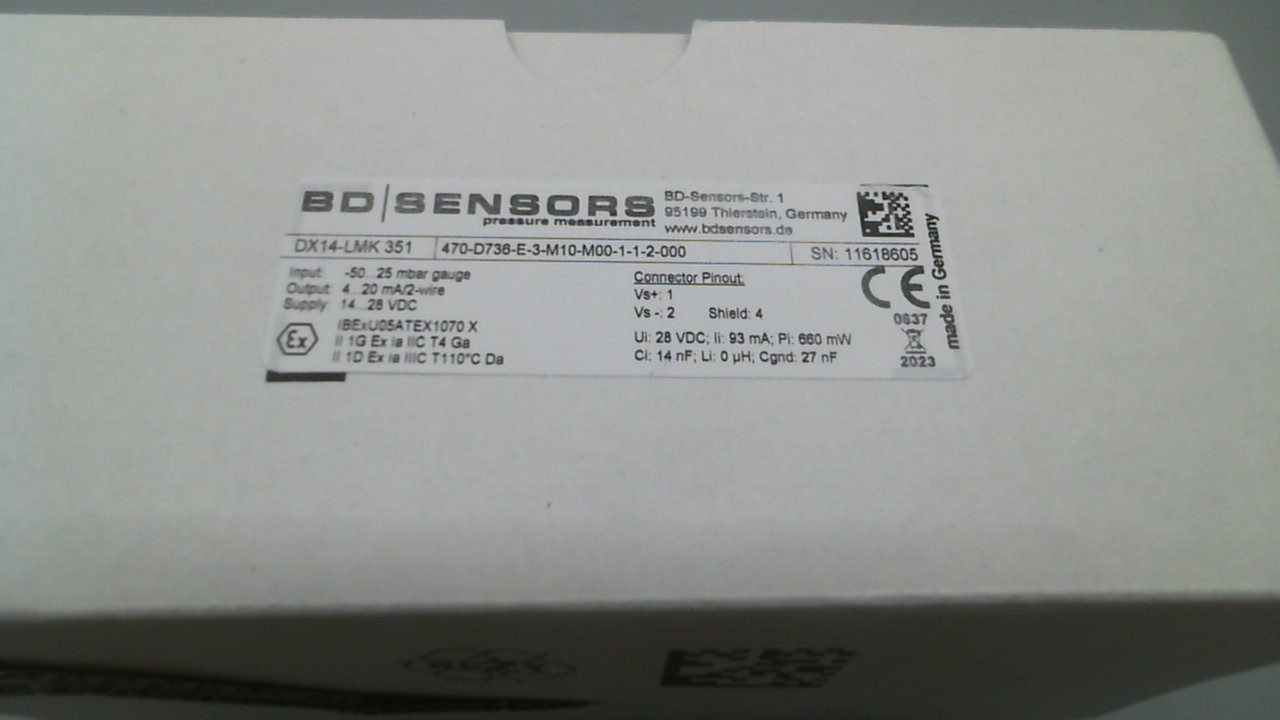 BD|SENSORS
pressure measurement
BD-Sensors-Str. 1
95199 Thierstein, Germany
www.bdsensors.de
DX14-LMK 351 470-D736-E-3-M10-M00-1-1-2-000 SN: 11618605
Input: -50...25 mbar gauge
Output: 4...20 mA/2-wire
Supply: 14...28 VDC
Connector Pinout:
Vs+: 1
Vs -: 2 Shield: 4
Ex
IBExU05ATEX1070 X
II 1G Ex ia IIC T4 Ga
II 1D Ex ia IIIC T110°C Da
Ui: 28 VDC; Ii: 93 mA; Pi: 660 mW
Ci: 14 nF; Li: 0 µH; Cgnd: 27 nF
CE
0637
2023
made in Germany